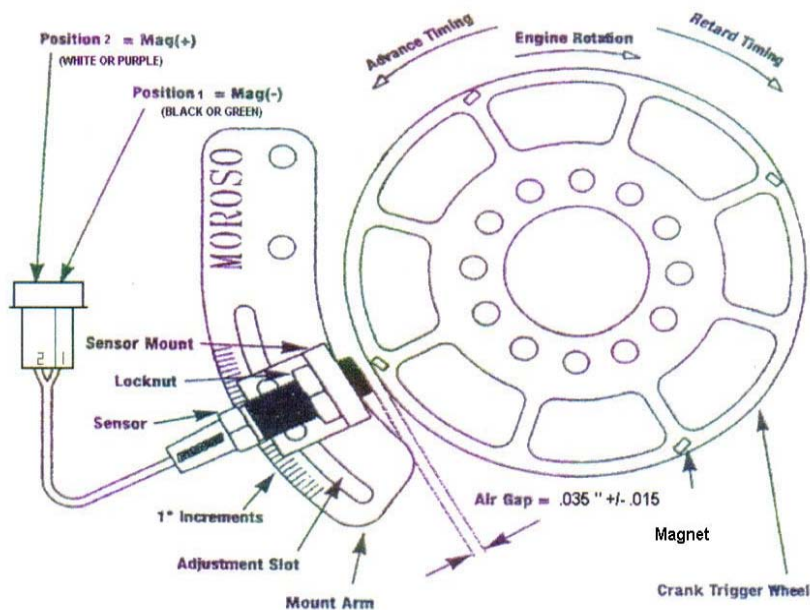 Position 2 = Mag(+)
(WHITE OR PURPLE)
Position 1 = Mag(-)
(BLACK OR GREEN)
Advance Timing
Engine Rotation
Retard Timing
MOROSO
2 1
Sensor Mount
Locknut
Sensor
1° Increments
Adjustment Slot
Mount Arm
Air Gap = .035 " +/- .015
Magnet
Crank Trigger Wheel